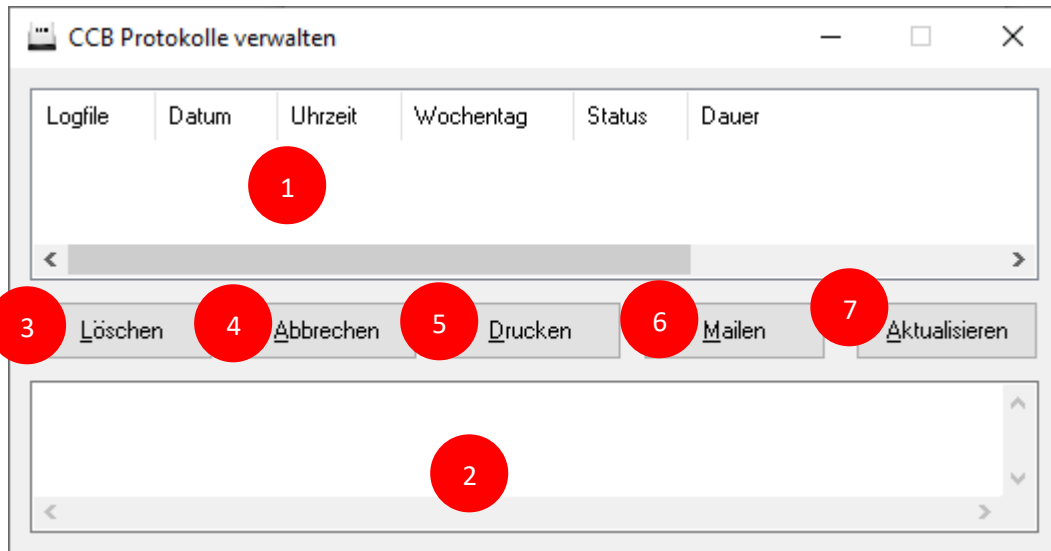 CCB Protokolle verwalten
Logfile Datum Uhrzeit Wochentag Status Dauer
1
3 Löschen 4 Abbrechen 5 Drucken 6 Mailen 7 Aktualisieren
2